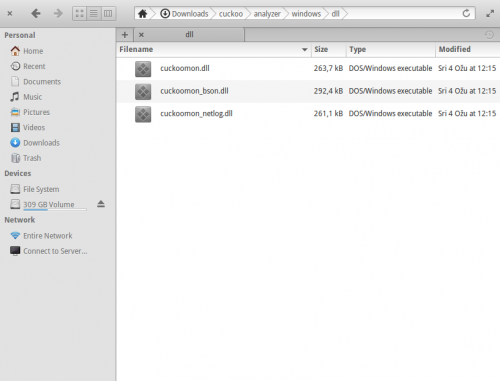 Downloads cuckoo analyzer windows dll
dll
Personal
Home
Recent
Documents
Music
Pictures
Videos
Downloads
Trash
Devices
File System
309 GB Volume
Network
Entire Network
Connect to Server...
Filename Size Type Modified
cuckoomon.dll 263,7 kB DOS/Windows executable Sri 4 Ožu at 12:15
cuckoomon_bson.dll 292,4 kB DOS/Windows executable Sri 4 Ožu at 12:15
cuckoomon_netlog.dll 261,1 kB DOS/Windows executable Sri 4 Ožu at 12:15